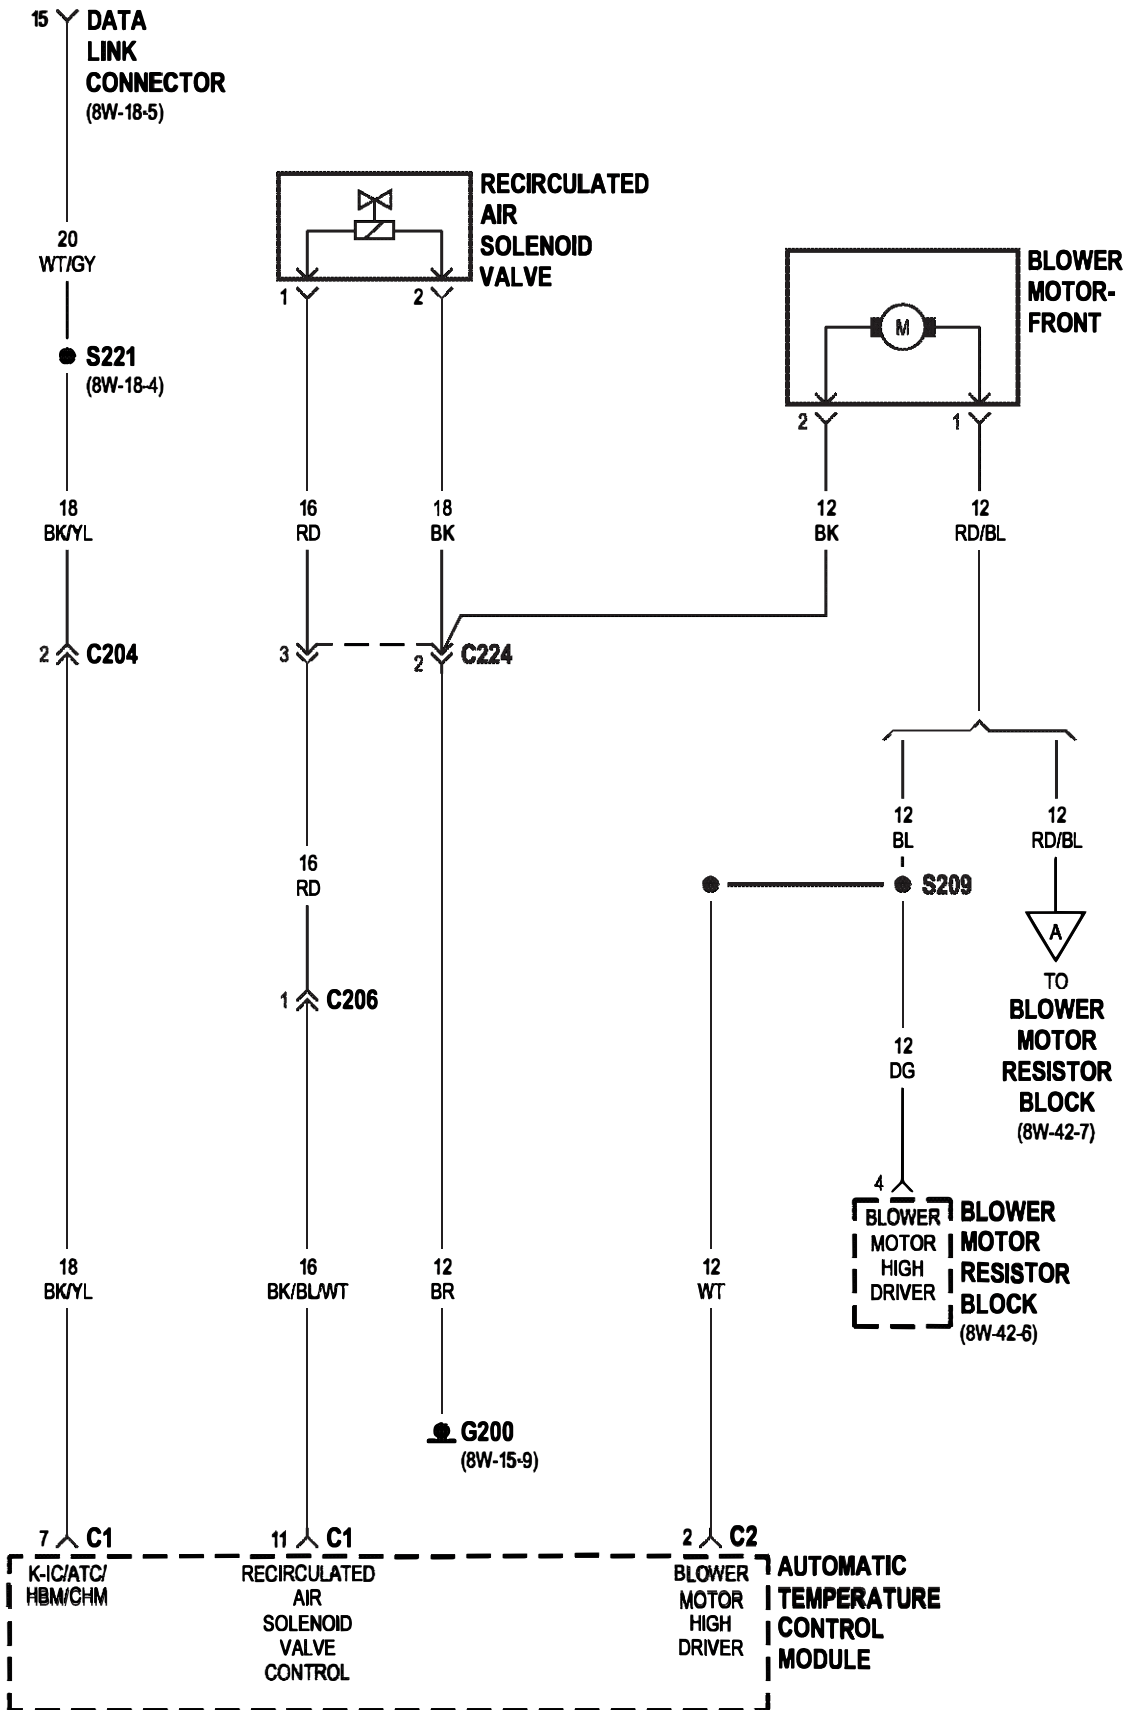 15
DATA
LINK
CONNECTOR
(8W-18-5)
20
WT/GY
S221
(8W-18-4)
18
BK/YL
2
C204
18
BK/YL
7
C1
RECIRCULATED
AIR
SOLENOID
VALVE
1
2
16
RD
18
BK
3
2
C224
16
RD
1
C206
16
BK/BL/WT
12
BR
G200
(8W-15-9)
11
C1
BLOWER
MOTOR-
FRONT
M
2
1
12
BK
12
RD/BL
12
BL
12
RD/BL
S209
A
TO
BLOWER
MOTOR
RESISTOR
BLOCK
(8W-42-7)
12
DG
4
BLOWER
MOTOR
HIGH
DRIVER
BLOWER
MOTOR
RESISTOR
BLOCK
(8W-42-6)
12
WT
2
C2
K-IC/ATC/
HBM/CHM
RECIRCULATED
AIR
SOLENOID
VALVE
CONTROL
BLOWER
MOTOR
HIGH
DRIVER
AUTOMATIC
TEMPERATURE
CONTROL
MODULE